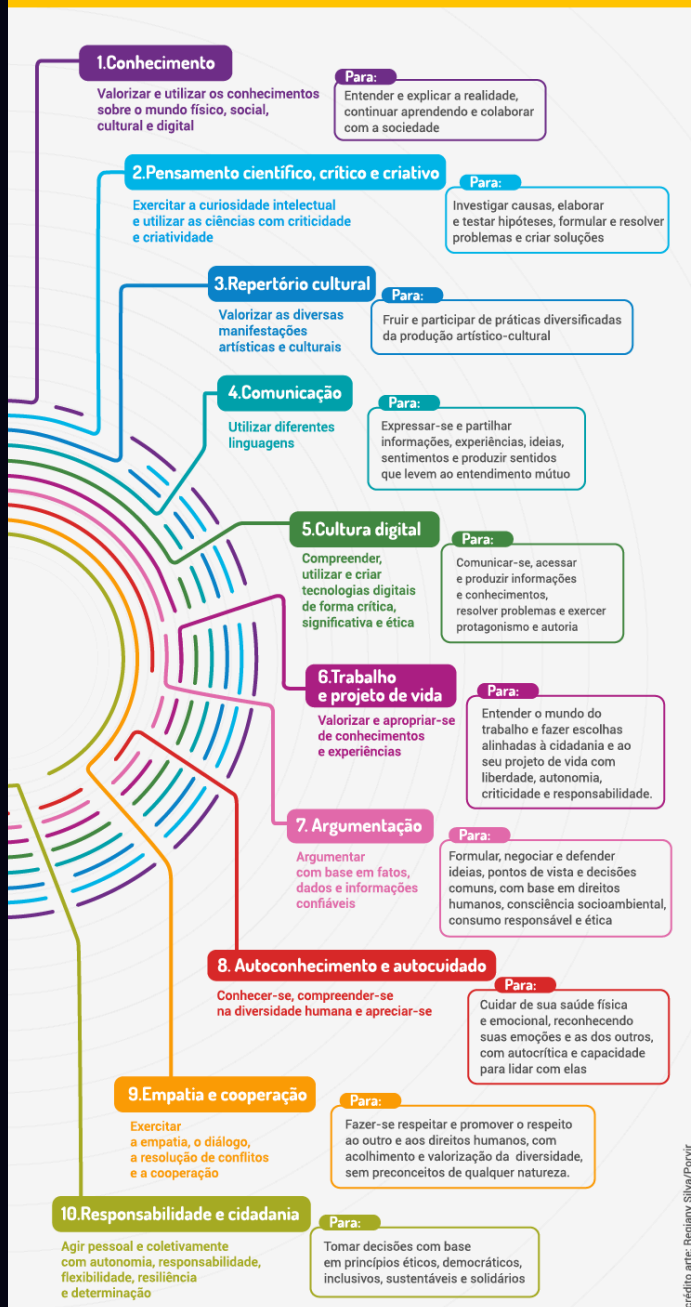 1.Conhecimento
Valorizar e utilizar os conhecimentos
sobre o mundo físico, social,
cultural e digital
Para:
Entender e explicar a realidade,
continuar aprendendo e colaborar
com a sociedade
2.Pensamento científico, crítico e criativo
Exercitar a curiosidade intelectual
e utilizar as ciências com criticidade
e criatividade
Para:
Investigar causas, elaborar
e testar hipóteses, formular e resolver
problemas e criar soluções
3.Repertório cultural
Valorizar as diversas
manifestações
artísticas e culturais
Para:
Fruir e participar de práticas diversificadas
da produção artístico-cultural
4.Comunicação
Utilizar diferentes
linguagens
Para:
Expressar-se e partilhar
informações, experiências, ideias,
sentimentos e produzir sentidos
que levem ao entendimento mútuo
5.Cultura digital
Compreender,
utilizar e criar
tecnologias digitais
de forma crítica,
significativa e ética
Para:
Comunicar-se, acessar
e produzir informações
e conhecimentos,
resolver problemas e exercer
protagonismo e autoria
6.Trabalho
e projeto de vida
Valorizar e apropriar-se
de conhecimentos
e experiências
Para:
Entender o mundo do
trabalho e fazer escolhas
alinhadas à cidadania e ao
seu projeto de vida com
liberdade, autonomia,
criticidade e responsabilidade.
7. Argumentação
Argumentar
com base em fatos,
dados e informações
confiáveis
Para:
Formular, negociar e defender
ideias, pontos de vista e decisões
comuns, com base em direitos
humanos, consciência socioambiental,
consumo responsável e ética
8. Autoconhecimento e autocuidado
Conhecer-se, compreender-se
na diversidade humana e apreciar-se
Para:
Cuidar de sua saúde física
e emocional, reconhecendo
suas emoções e as dos outros,
com autocrítica e capacidade
para lidar com elas
9.Empatia e cooperação
Exercitar
a empatia, o diálogo,
a resolução de conflitos
e a cooperação
Para:
Fazer-se respeitar e promover o respeito
ao outro e aos direitos humanos, com
acolhimento e valorização da diversidade,
sem preconceitos de qualquer natureza.
10.Responsabilidade e cidadania
Agir pessoal e coletivamente
com autonomia, responsabilidade,
flexibilidade, resiliência
e determinação
Para:
Tomar decisões com base
em princípios éticos, democráticos,
inclusivos, sustentáveis e solidários
crédito arte: Regiany Silva/Porvir